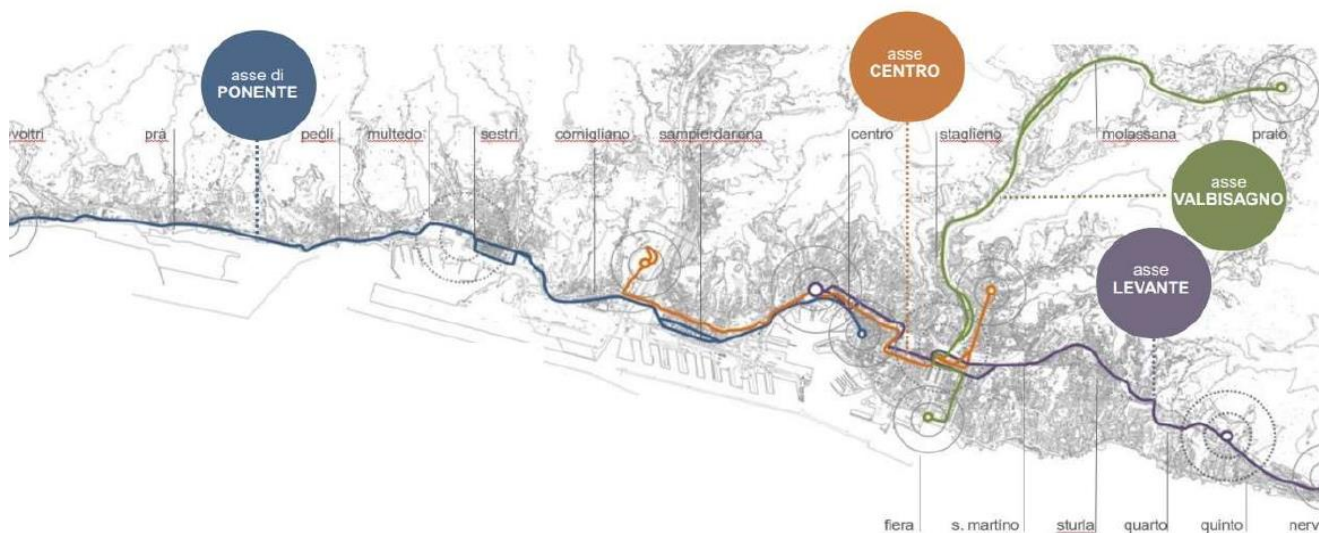 asse di
PONENTE
asse
CENTRO
voltri
prà
pegli
multedo
sestri
cornigliano
sampierdarena
centro
staglieno
molassana
prato
asse
VALBISAGNO
asse
LEVANTE
fiera
s. martino
sturla
quarto
quinto
nerv